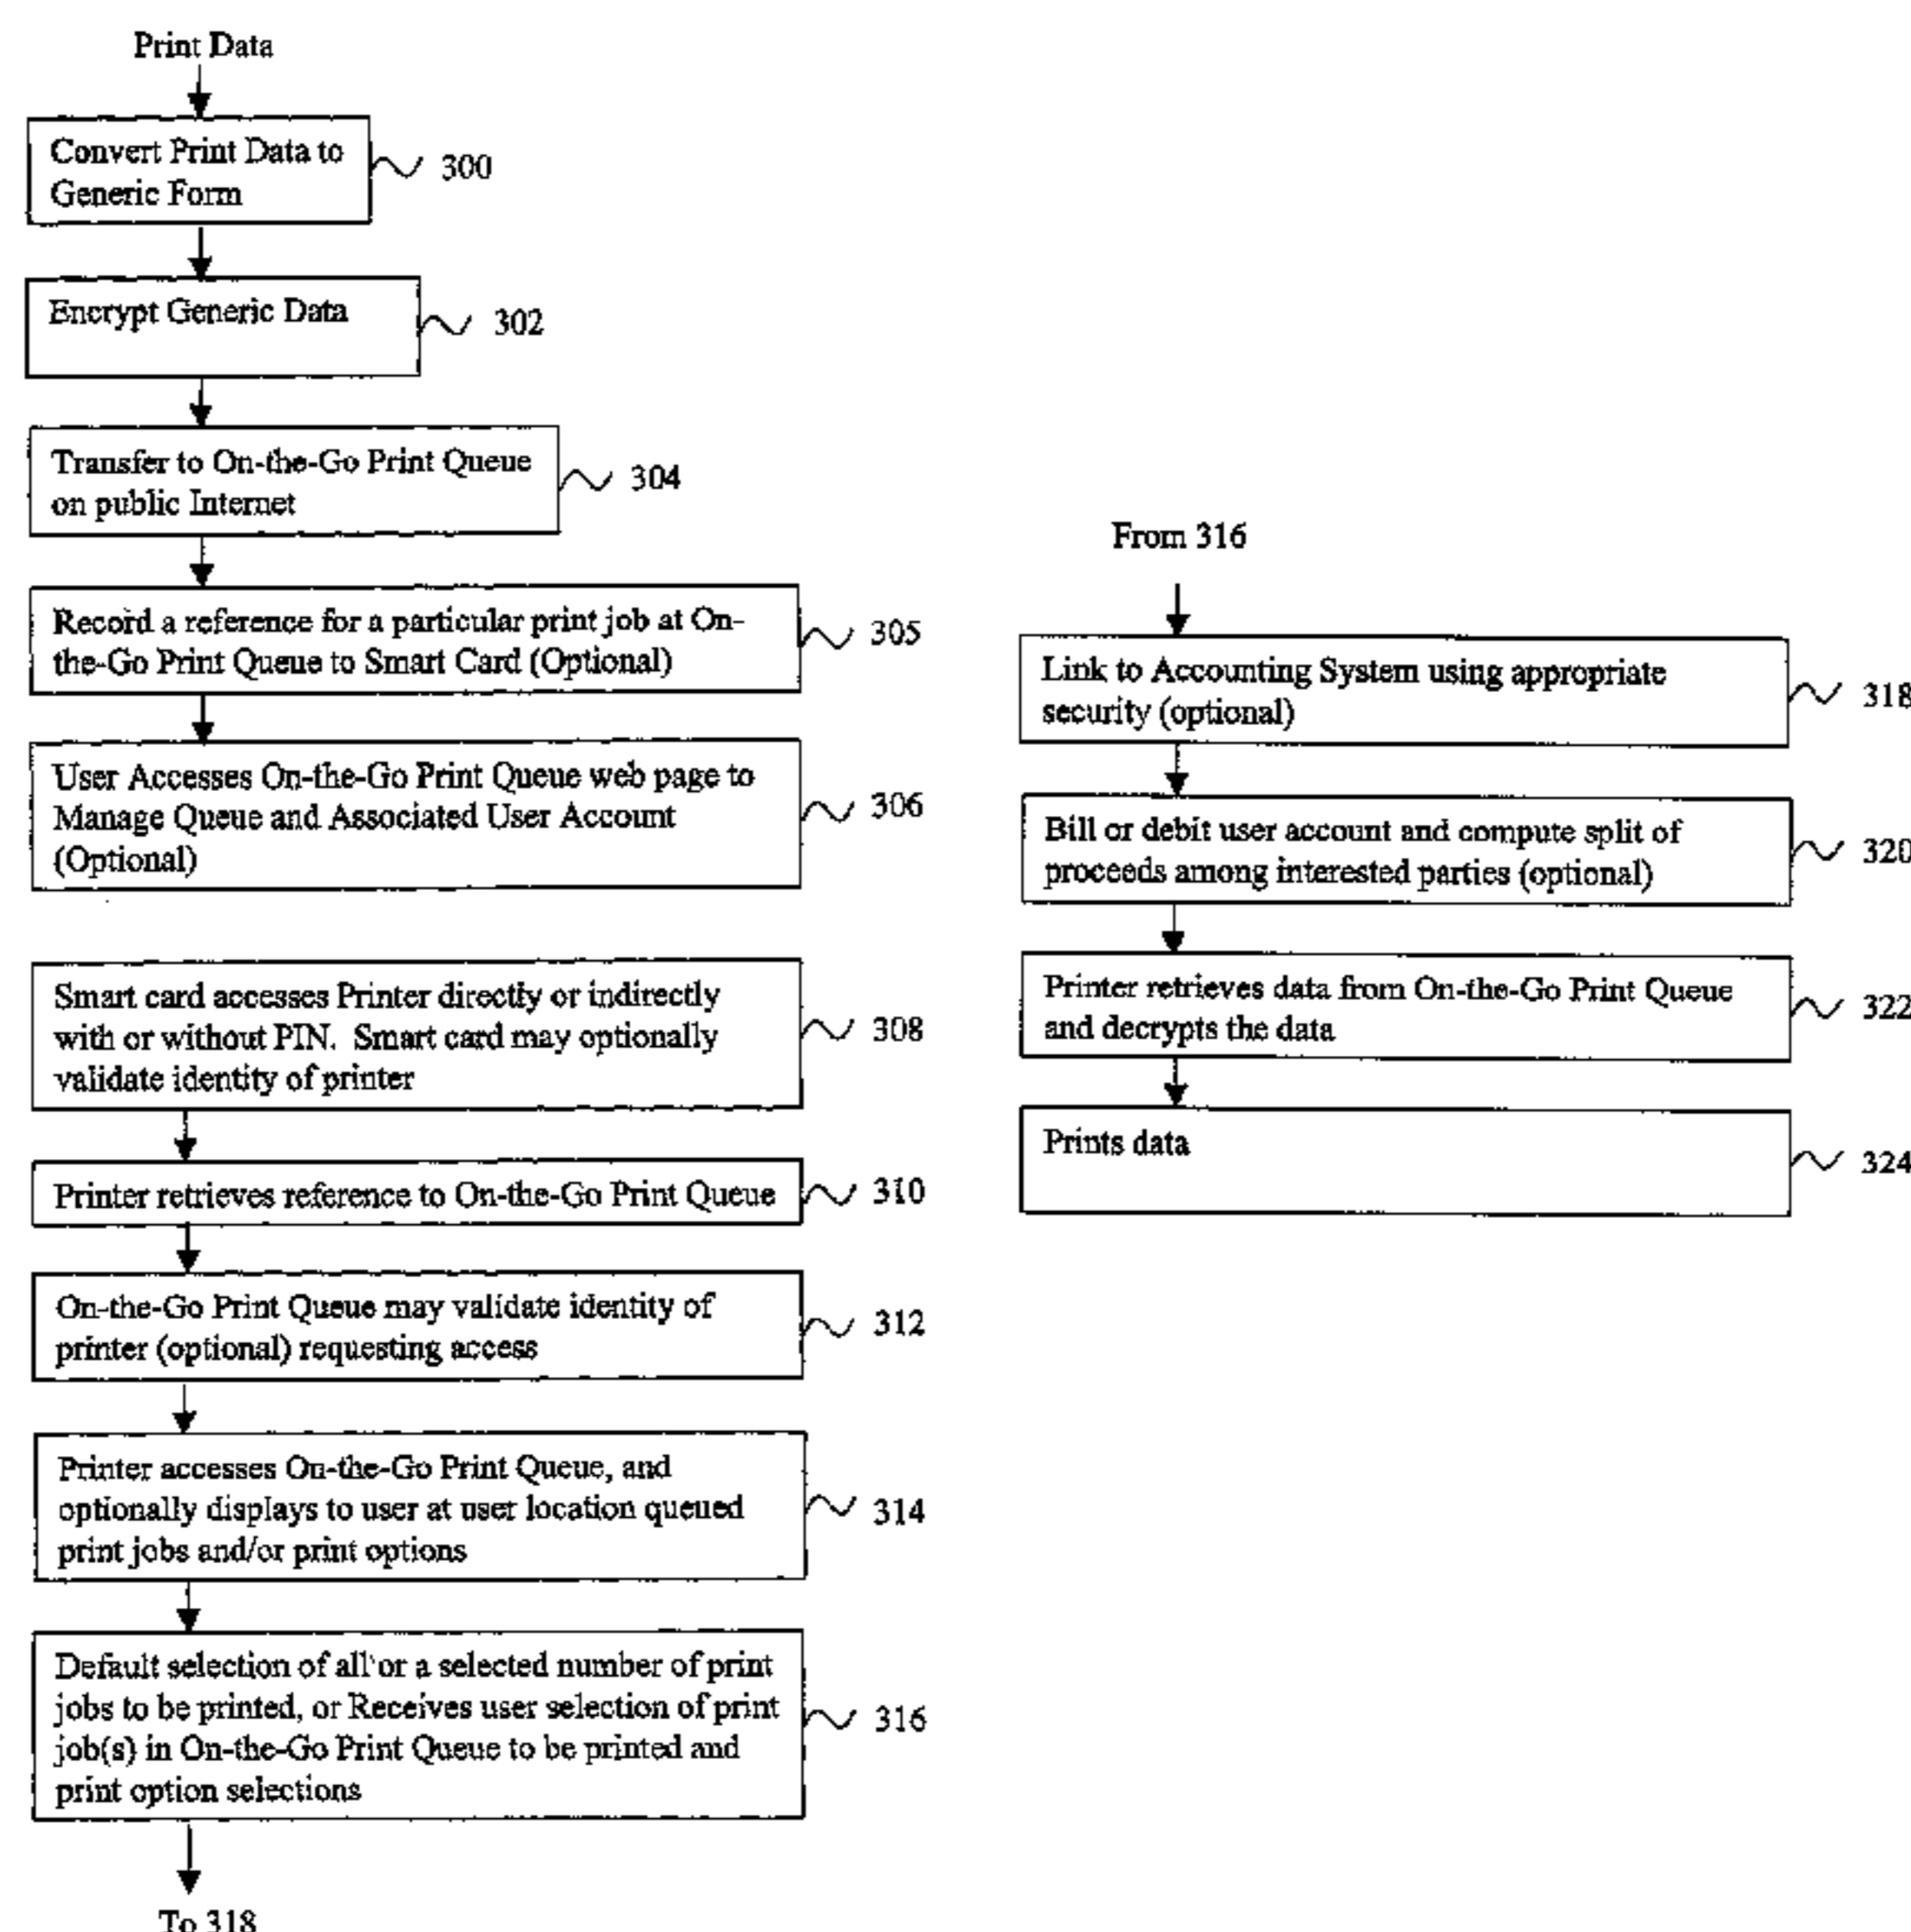 Print Data
Convert Print Data to
Generic Form
300
Encrypt Generic Data
302
Transfer to On-the-Go Print Queue
on public Internet
304
Record a reference for a particular print job at On-
the-Go Print Queue to Smart Card (Optional)
305
User Accesses On-the-Go Print Queue web page to
Manage Queue and Associated User Account
(Optional)
306
Smart card accesses Printer directly or indirectly
with or without PIN. Smart card may optionally
validate identity of printer
308
Printer retrieves reference to On-the-Go Print Queue
310
On-the-Go Print Queue may validate identity of
printer (optional) requesting access
312
Printer accesses On-the-Go Print Queue, and
optionally displays to user at user location queued
print jobs and/or print options
314
Default selection of all or a selected number of print
jobs to be printed, or Receives user selection of print
job(s) in On-the-Go Print Queue to be printed and
print option selections
316
To 318
From 316
Link to Accounting System using appropriate
security (optional)
318
Bill or debit user account and compute split of
proceeds among interested parties (optional)
320
Printer retrieves data from On-the-Go Print Queue
and decrypts the data
322
Prints data
324